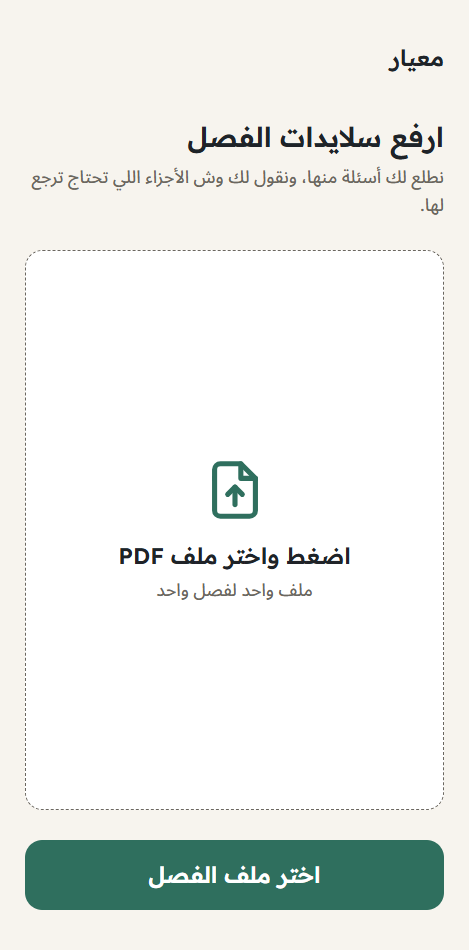 معيار
ارفع سلايدات الفصل
نطلع لك أسئلة منها، ونقول لك وش الأجزاء اللي تحتاج ترجع
لها.
اضغط واختر ملف PDF
ملف واحد لفصل واحد
اختر ملف الفصل